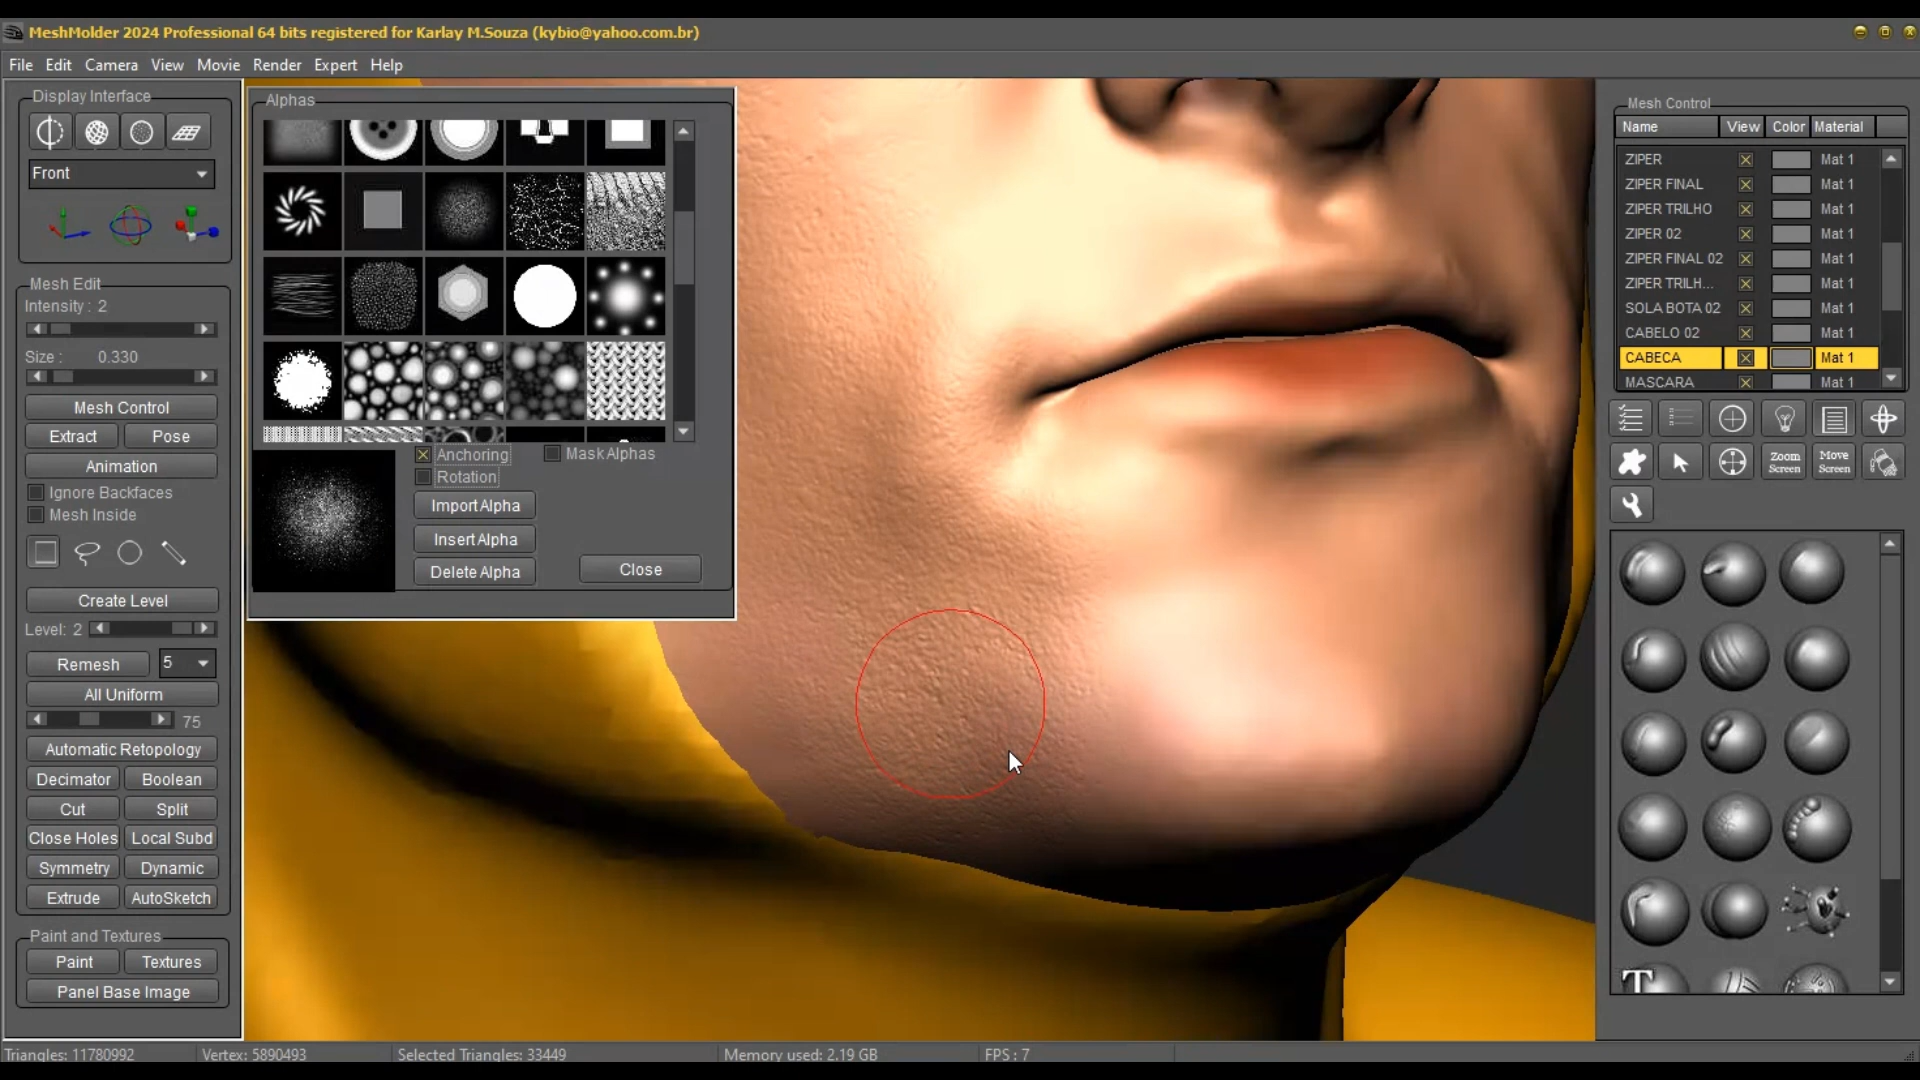 MeshMolder 2024 Professional 64 bits registered for Karlay M.Souza (kybio@yahoo.com.br)
File Edit Camera View Movie Render Expert Help
Display Interface
Front
Mesh Edit
Intensity : 2
Size : 0.330
Mesh Control
Extract Pose
Animation
Ignore Backfaces
Mesh Inside
Create Level
Level: 2
Remesh 5
All Uniform
75
Automatic Retopology
Decimator Boolean
Cut Split
Close Holes Local Subd
Symmetry Dynamic
Extrude AutoSketch
Paint and Textures
Paint Textures
Panel Base Image
Alphas
Anchoring Mask Alphas
Rotation
Import Alpha
Insert Alpha
Delete Alpha
Close
Mesh Control
Name View Color Material
ZIPER Mat 1
ZIPER FINAL Mat 1
ZIPER TRILHO Mat 1
ZIPER 02 Mat 1
ZIPER FINAL 02 Mat 1
ZIPER TRILH... Mat 1
SOLA BOTA 02 Mat 1
CABELO 02 Mat 1
CABECA Mat 1
MASCARA Mat 1
Zoom Screen
Move Screen
T
Triangles: 11780992 Vertex: 5890493 Selected Triangles: 33449 Memory used: 2.19 GB FPS : 7